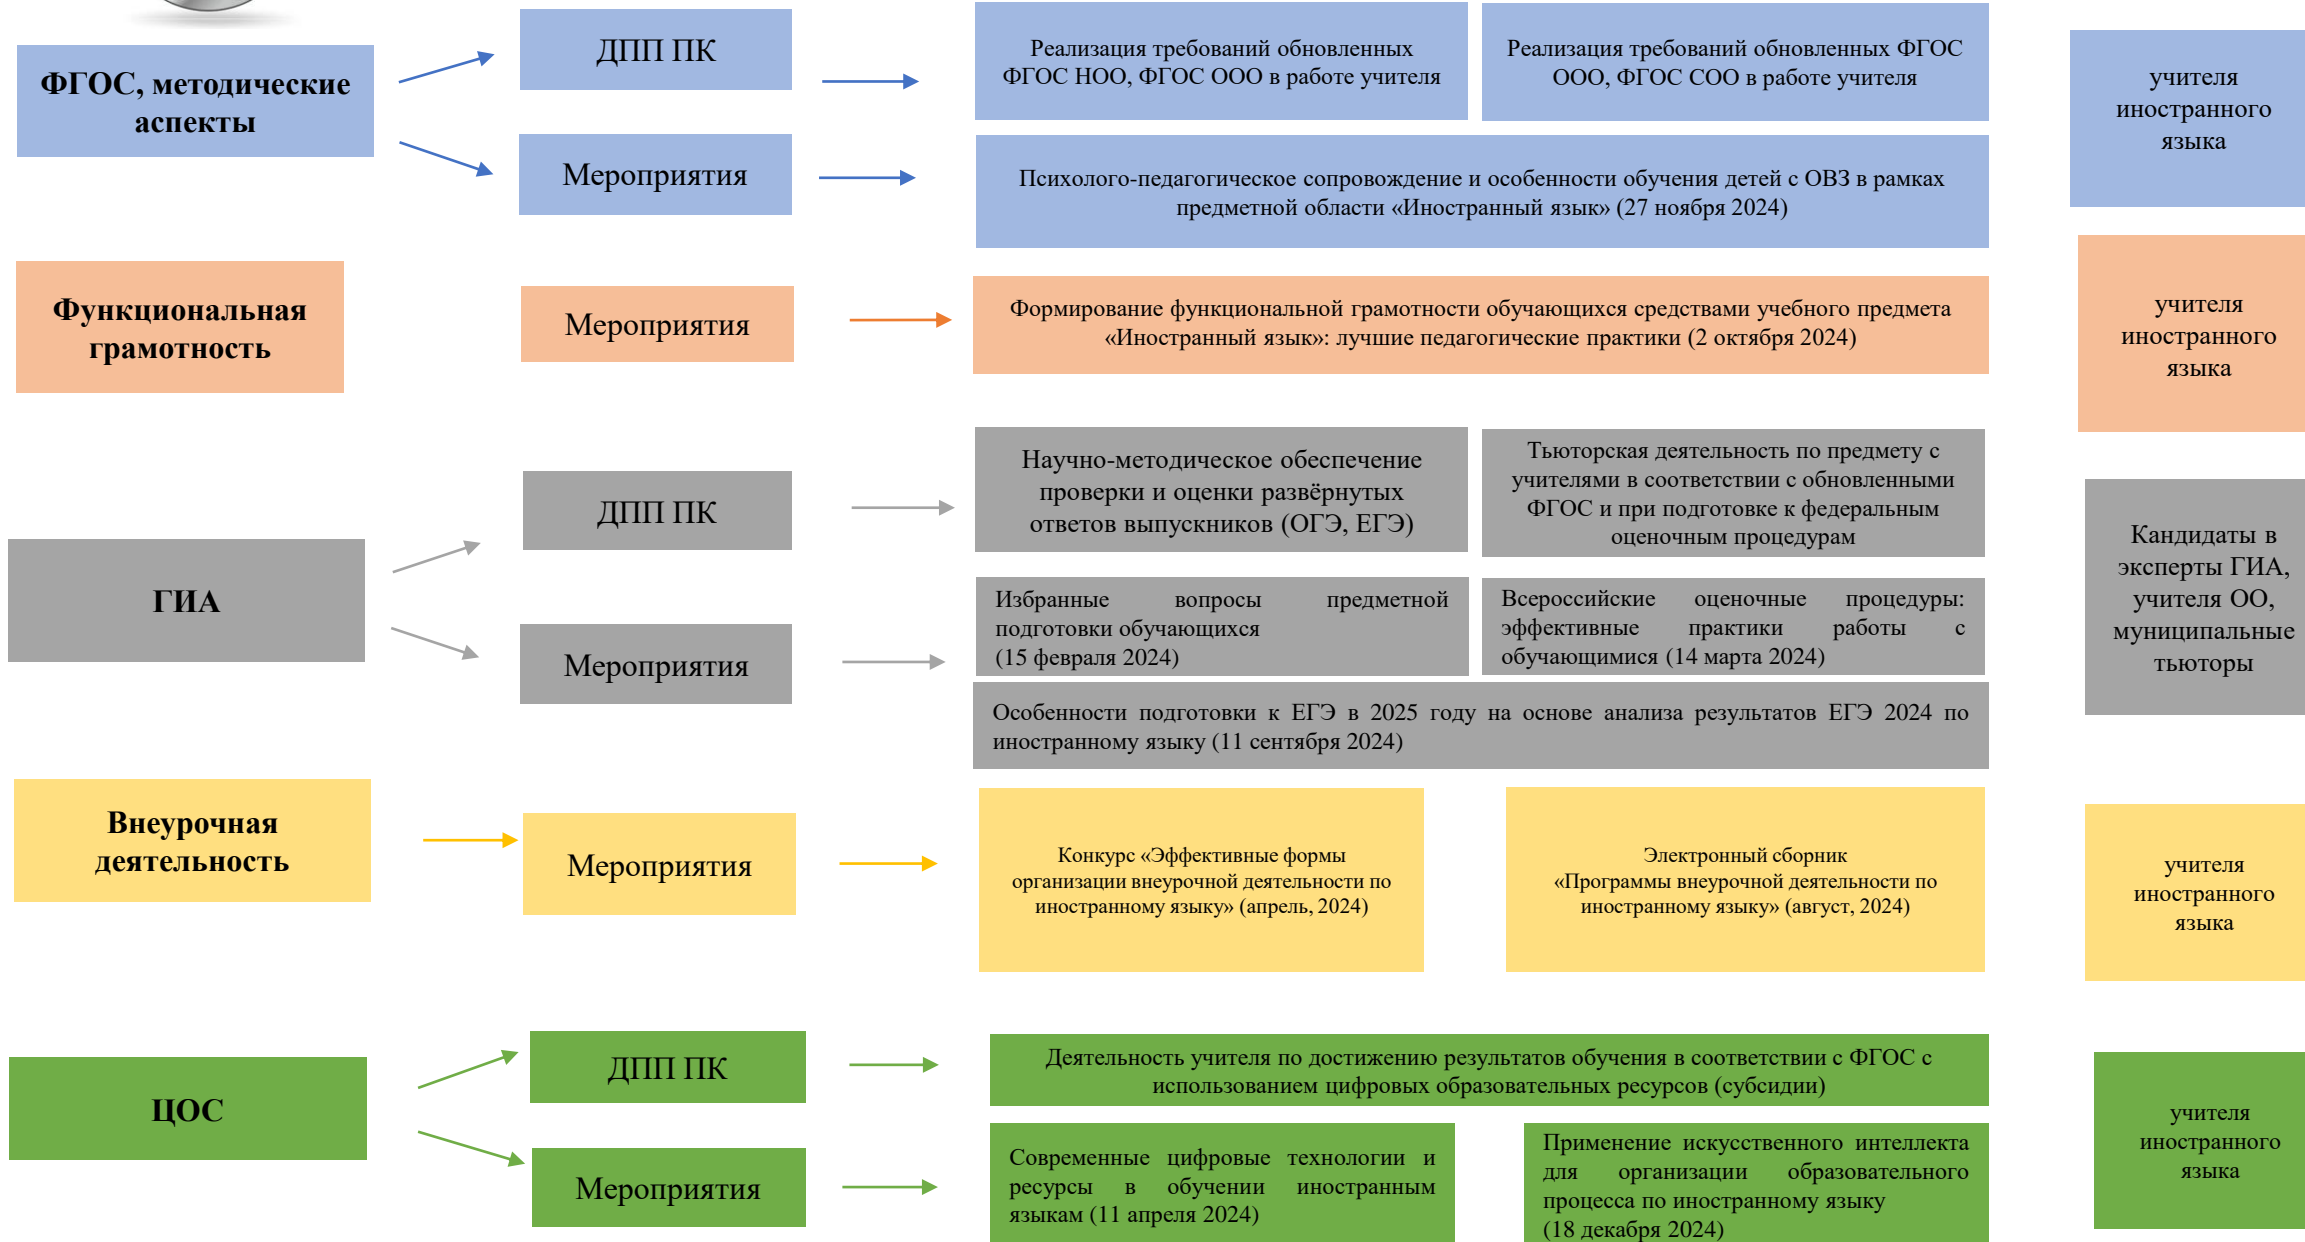 ФГОС, методические
аспекты
ДПП ПК
Реализация требований обновленных
ФГОС НОО, ФГОС ООО в работе учителя
Реализация требований обновленных ФГОС
ООО, ФГОС СОО в работе учителя
Мероприятия
Психолого-педагогическое сопровождение и особенности обучения детей с ОВЗ в рамках
предметной области «Иностранный язык» (27 ноября 2024)
учителя
иностранного
языка
Функциональная
грамотность
Мероприятия
Формирование функциональной грамотности обучающихся средствами учебного предмета
«Иностранный язык»: лучшие педагогические практики (2 октября 2024)
учителя
иностранного
языка
ГИА
ДПП ПК
Научно-методическое обеспечение
проверки и оценки развёрнутых
ответов выпускников (ОГЭ, ЕГЭ)
Тьюторская деятельность по предмету с
учителями в соответствии с обновленными
ФГОС и при подготовке к федеральным
оценочным процедурам
Мероприятия
Избранные вопросы предметной
подготовки обучающихся
(15 февраля 2024)
Всероссийские оценочные процедуры:
эффективные практики работы с
обучающимися (14 марта 2024)
Особенности подготовки к ЕГЭ в 2025 году на основе анализа результатов ЕГЭ 2024 по
иностранному языку (11 сентября 2024)
Кандидаты в
эксперты ГИА,
учителя ОО,
муниципальные
тьюторы
Внеурочная
деятельность
Мероприятия
Конкурс «Эффективные формы
организации внеурочной деятельности по
иностранному языку» (апрель, 2024)
Электронный сборник
«Программы внеурочной деятельности по
иностранному языку» (август, 2024)
учителя
иностранного
языка
ЦОС
ДПП ПК
Деятельность учителя по достижению результатов обучения в соответствии с ФГОС с
использованием цифровых образовательных ресурсов (субсидии)
Мероприятия
Современные цифровые технологии и
ресурсы в обучении иностранным
языкам (11 апреля 2024)
Применение искусственного интеллекта
для организации образовательного
процесса по иностранному языку
(18 декабря 2024)
учителя
иностранного
языка